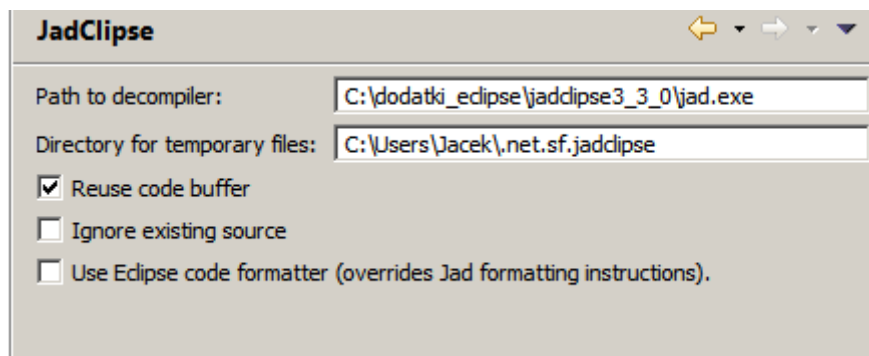 JadClipse
Path to decompiler: C:\dodatki_eclipse\jadclipse3_3_0\jad.exe
Directory for temporary files: C:\Users\Jacek\.net.sf.jadclipse
Reuse code buffer
Ignore existing source
Use Eclipse code formatter (overrides Jad formatting instructions).